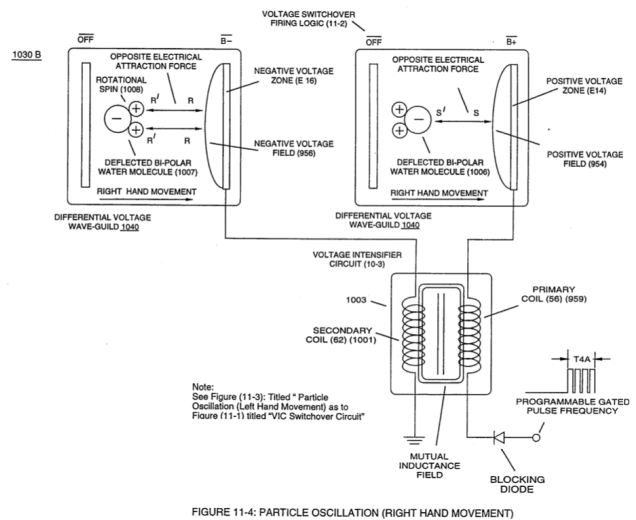 VOLTAGE SWITCHOVER
FIRING LOGIC (11-2)
1030 B
OFF
B-
OPPOSITE ELECTRICAL
ATTRACTION FORCE
ROTATIONAL
SPIN (1008)
NEGATIVE VOLTAGE
ZONE (E 16)
+
+
-
R' R
R' R
NEGATIVE VOLTAGE
FIELD (956)
DEFLECTED BI-POLAR
WATER MOLECULE (1007)
RIGHT HAND MOVEMENT
DIFFERENTIAL VOLTAGE
WAVE-GUILD 1040
OFF
B+
OPPOSITE ELECTRICAL
ATTRACTION FORCE
POSITIVE VOLTAGE
ZONE (E14)
+
+
-
S' S
POSITIVE VOLTAGE
FIELD (954)
DEFLECTED BI-POLAR
WATER MOLECULE (1006)
RIGHT HAND MOVEMENT
DIFFERENTIAL VOLTAGE
WAVE-GUILD 1040
VOLTAGE INTENSIFIER
CIRCUIT (10-3)
1003
PRIMARY
COIL (56) (959)
SECONDARY
COIL (62) (1001)
T4A
PROGRAMMABLE GATED
PULSE FREQUENCY
Note:
See Figure (11-3): Titled " Particle
Oscillation (Left Hand Movement) as to
Figure (11-1) titled "VIC Switchover Circuit"
MUTUAL
INDUCTANCE
FIELD
BLOCKING
DIODE
FIGURE 11-4: PARTICLE OSCILLATION (RIGHT HAND MOVEMENT)